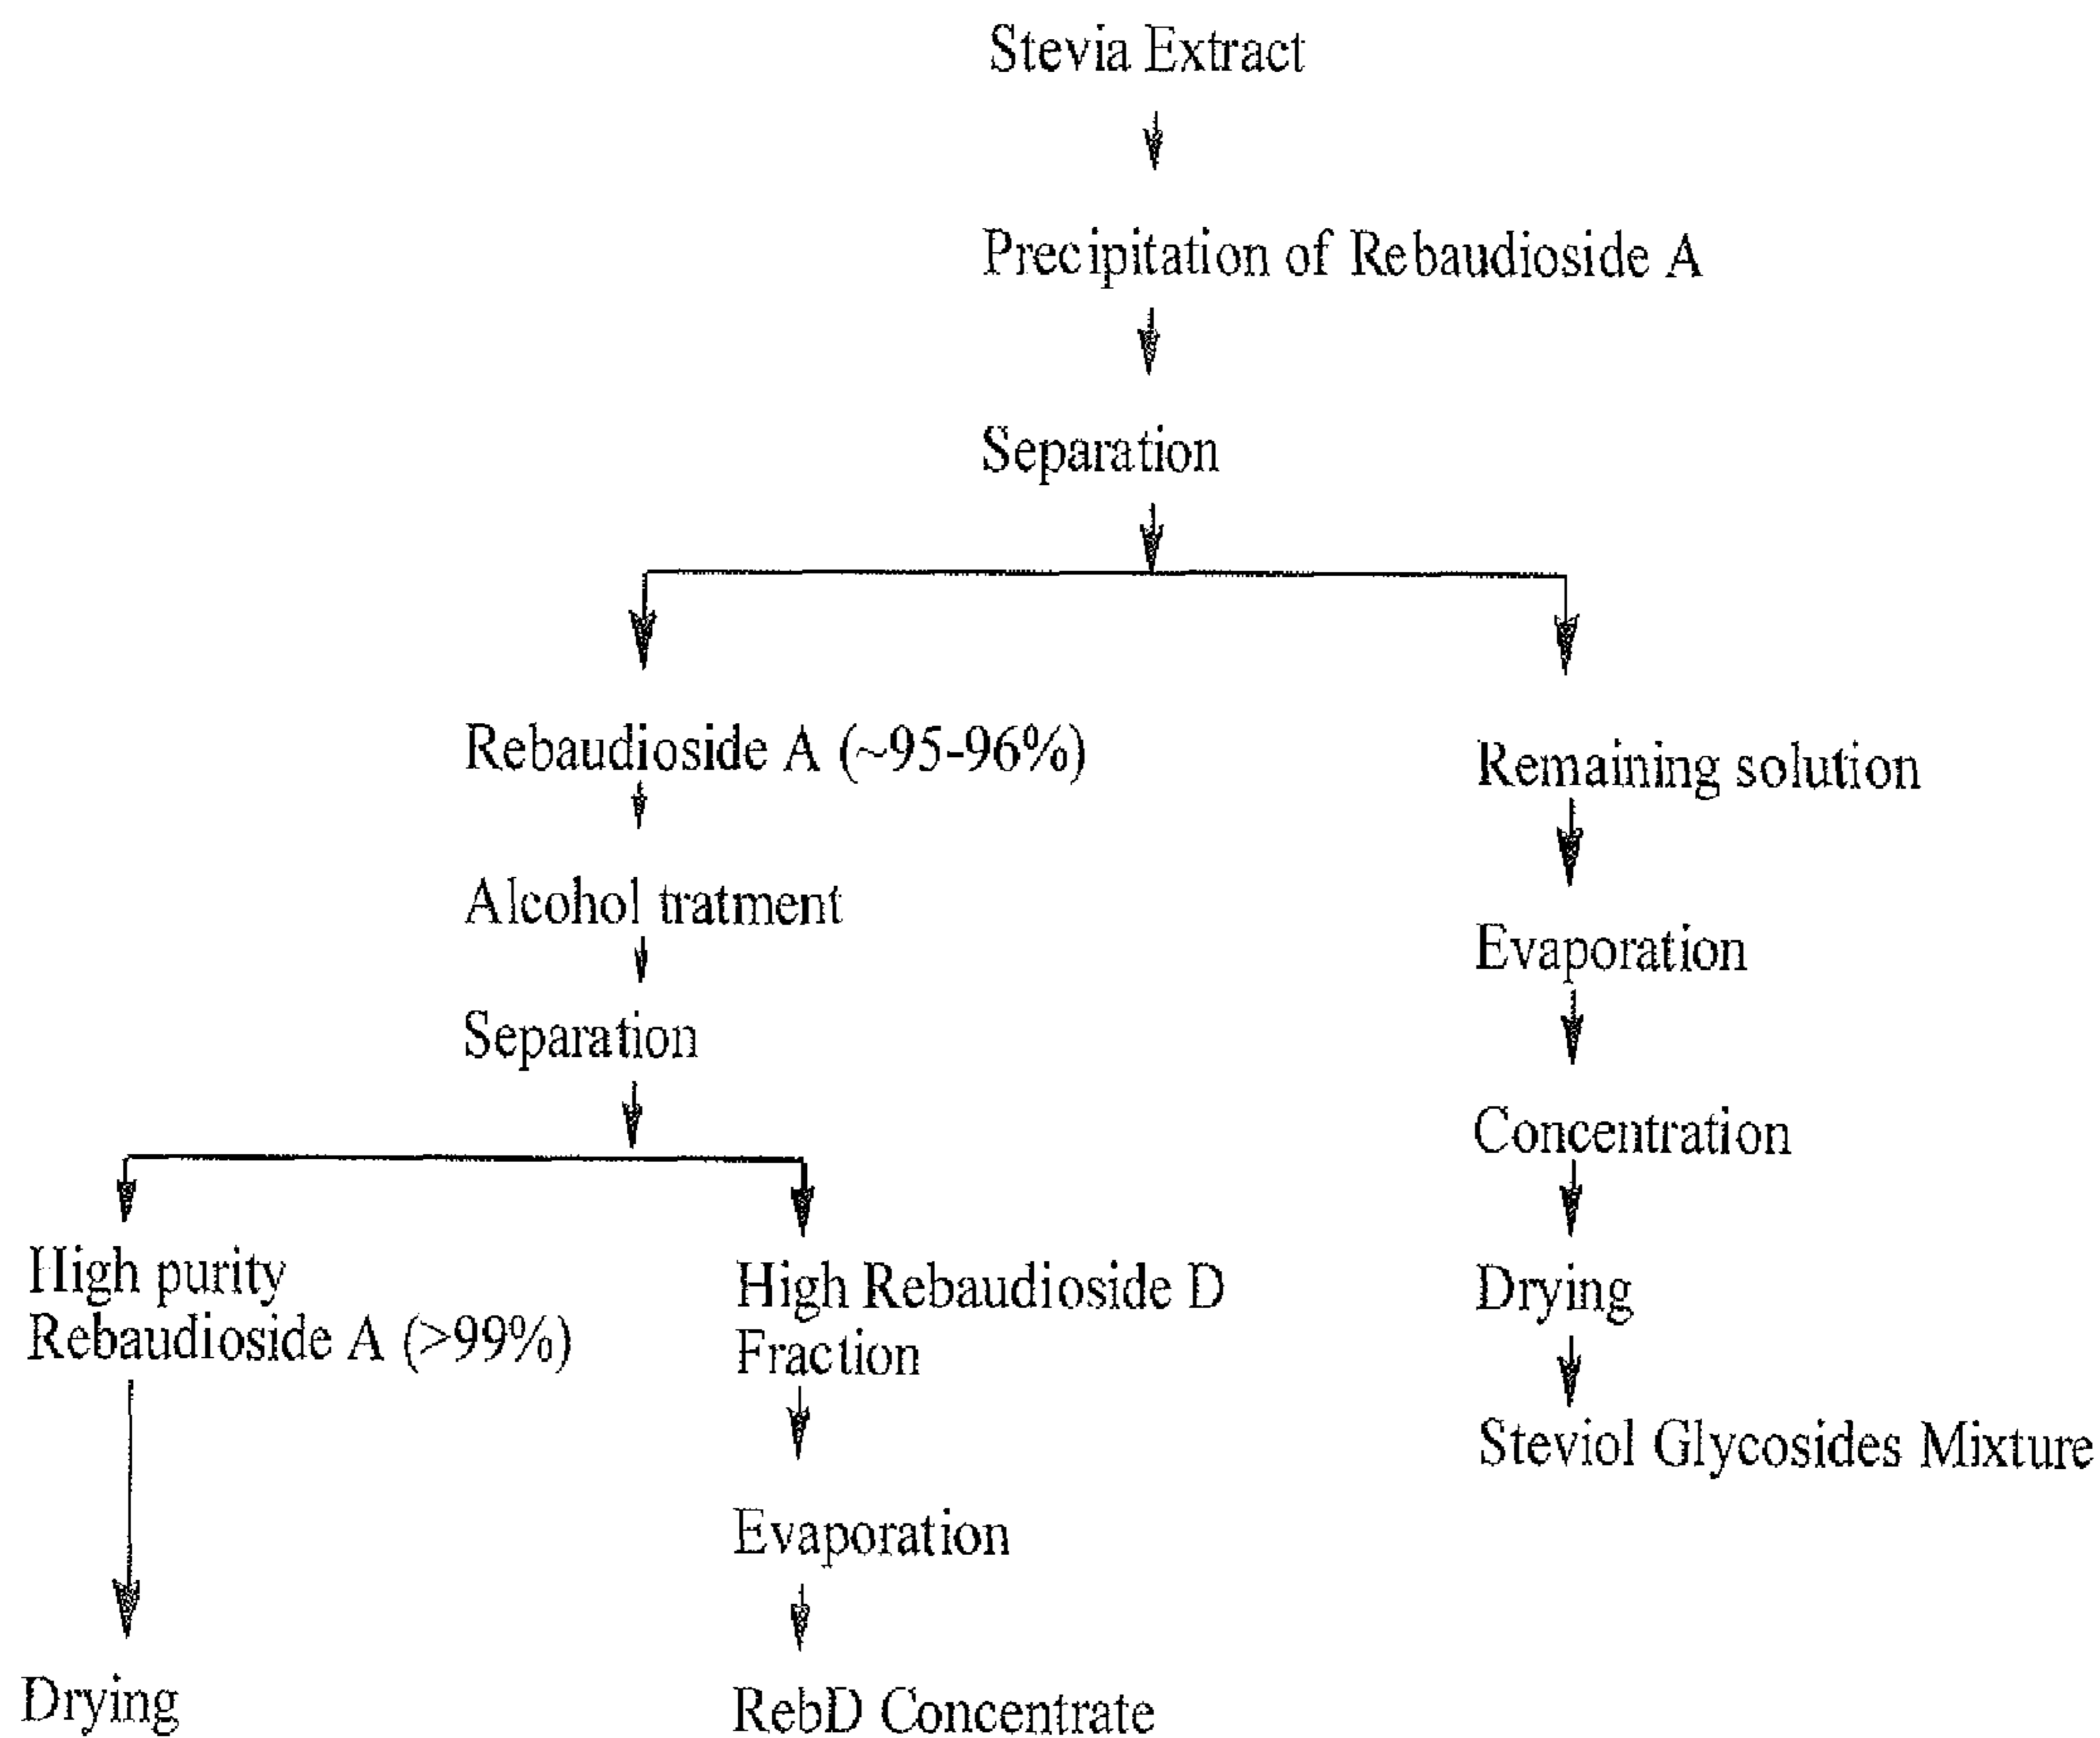 Stevia Extract
Precipitation of Rebaudioside A
Separation
Rebaudioside A (~95-96%)
Remaining solution
Alcohol tratment
Evaporation
Separation
Concentration
High purity
Rebaudioside A (>99%)
High Rebaudioside D
Fraction
Drying
Steviol Glycosides Mixture
Evaporation
Drying
RebD Concentrate